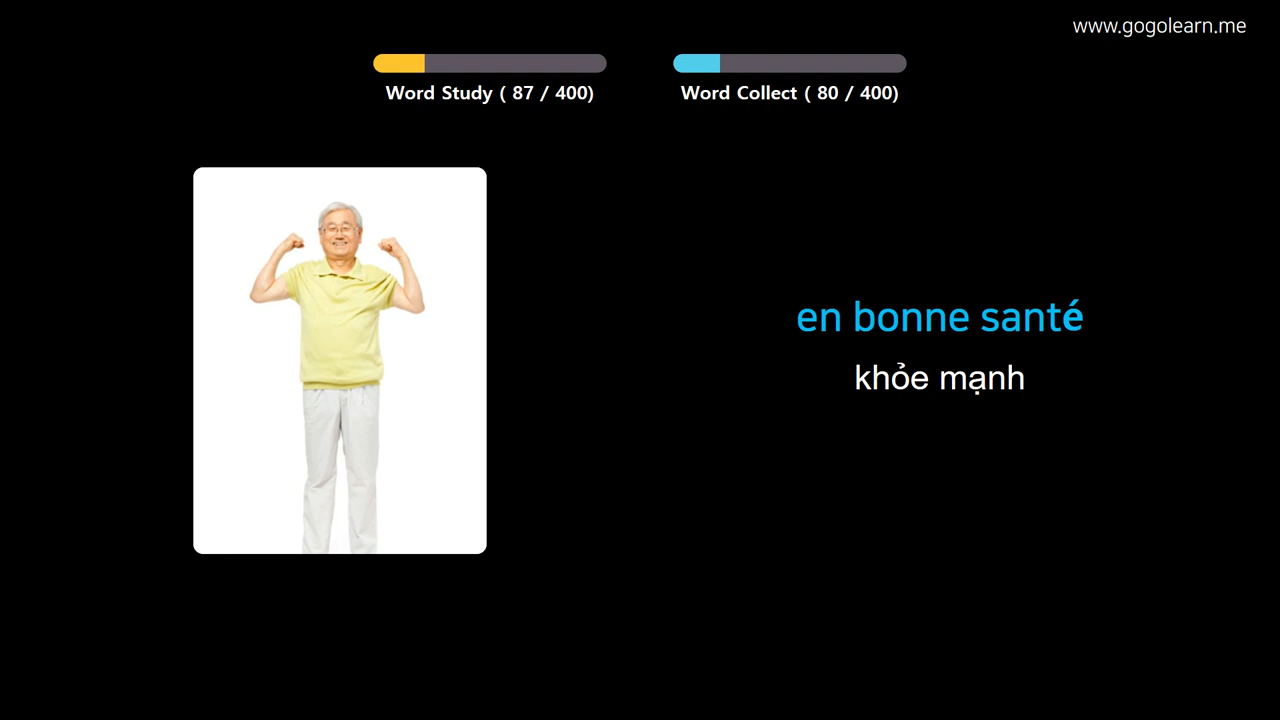 www.gogolearn.me
Word Study ( 87 / 400)
Word Collect ( 80 / 400)
en bonne santé
khỏe mạnh